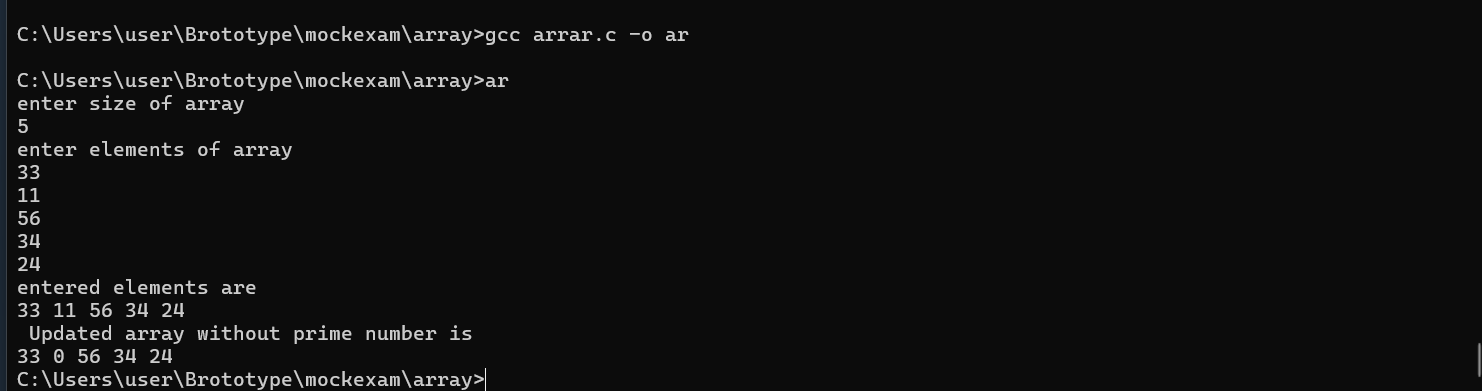 C:\Users\user\Brototype\mockexam\array>gcc arrar.c -o ar
C:\Users\user\Brototype\mockexam\array>ar
enter size of array
5
enter elements of array
33
11
56
34
24
entered elements are
33 11 56 34 24
 Updated array without prime number is
33 0 56 34 24
C:\Users\user\Brototype\mockexam\array>